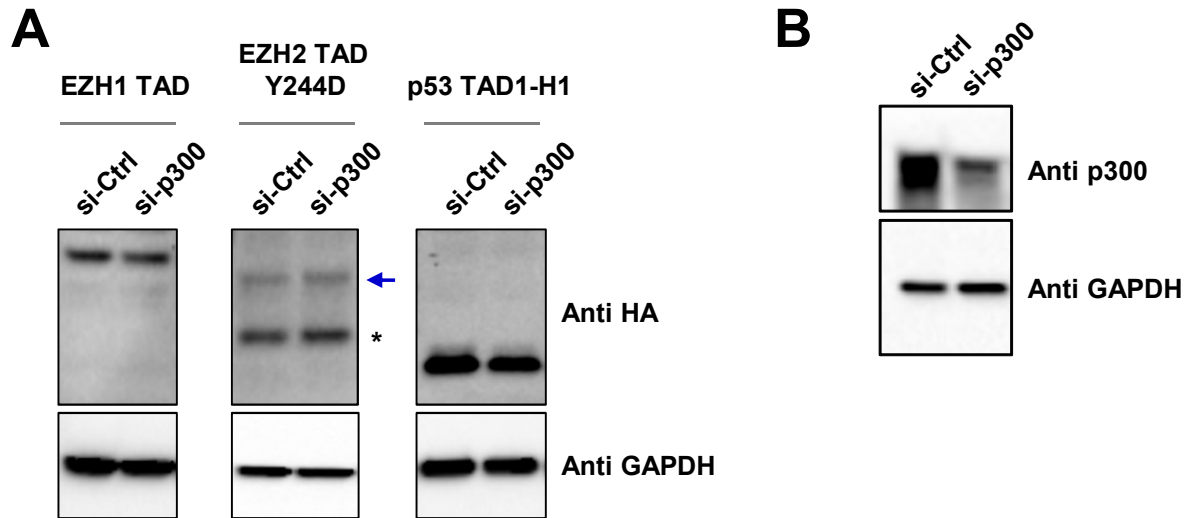 A
EZH1 TAD
EZH2 TAD
Y244D
p53 TAD1-H1
si-Ctrl
si-p300
si-Ctrl
si-p300
si-Ctrl
si-p300
*
Anti HA
Anti GAPDH
B
si-Ctrl
si-p300
Anti p300
Anti GAPDH